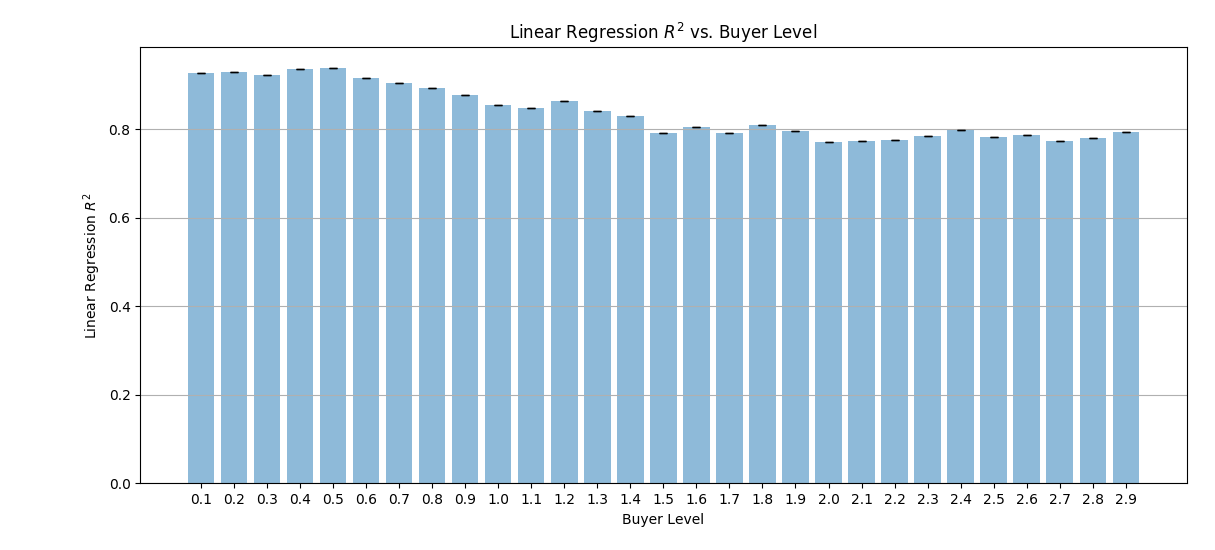 Linear Regression R² vs. Buyer Level
Linear Regression R²
0.8
0.6
0.4
0.2
0.0
0.1 0.2 0.3 0.4 0.5 0.6 0.7 0.8 0.9 1.0 1.1 1.2 1.3 1.4 1.5 1.6 1.7 1.8 1.9 2.0 2.1 2.2 2.3 2.4 2.5 2.6 2.7 2.8 2.9
Buyer Level